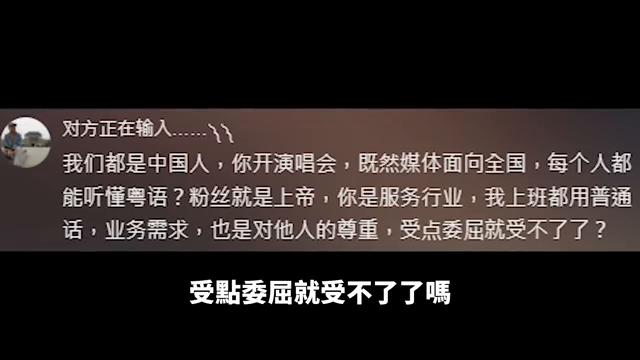 对方正在输入......╮╮
我们都是中国人，你开演唱会，既然媒体面向全国，每个人都
能听懂粤语？粉丝就是上帝，你是服务行业，我上班都用普通
话，业务需求，也是对他人的尊重，受点委屈就受不了了？
受點委屈就受不了了嗎